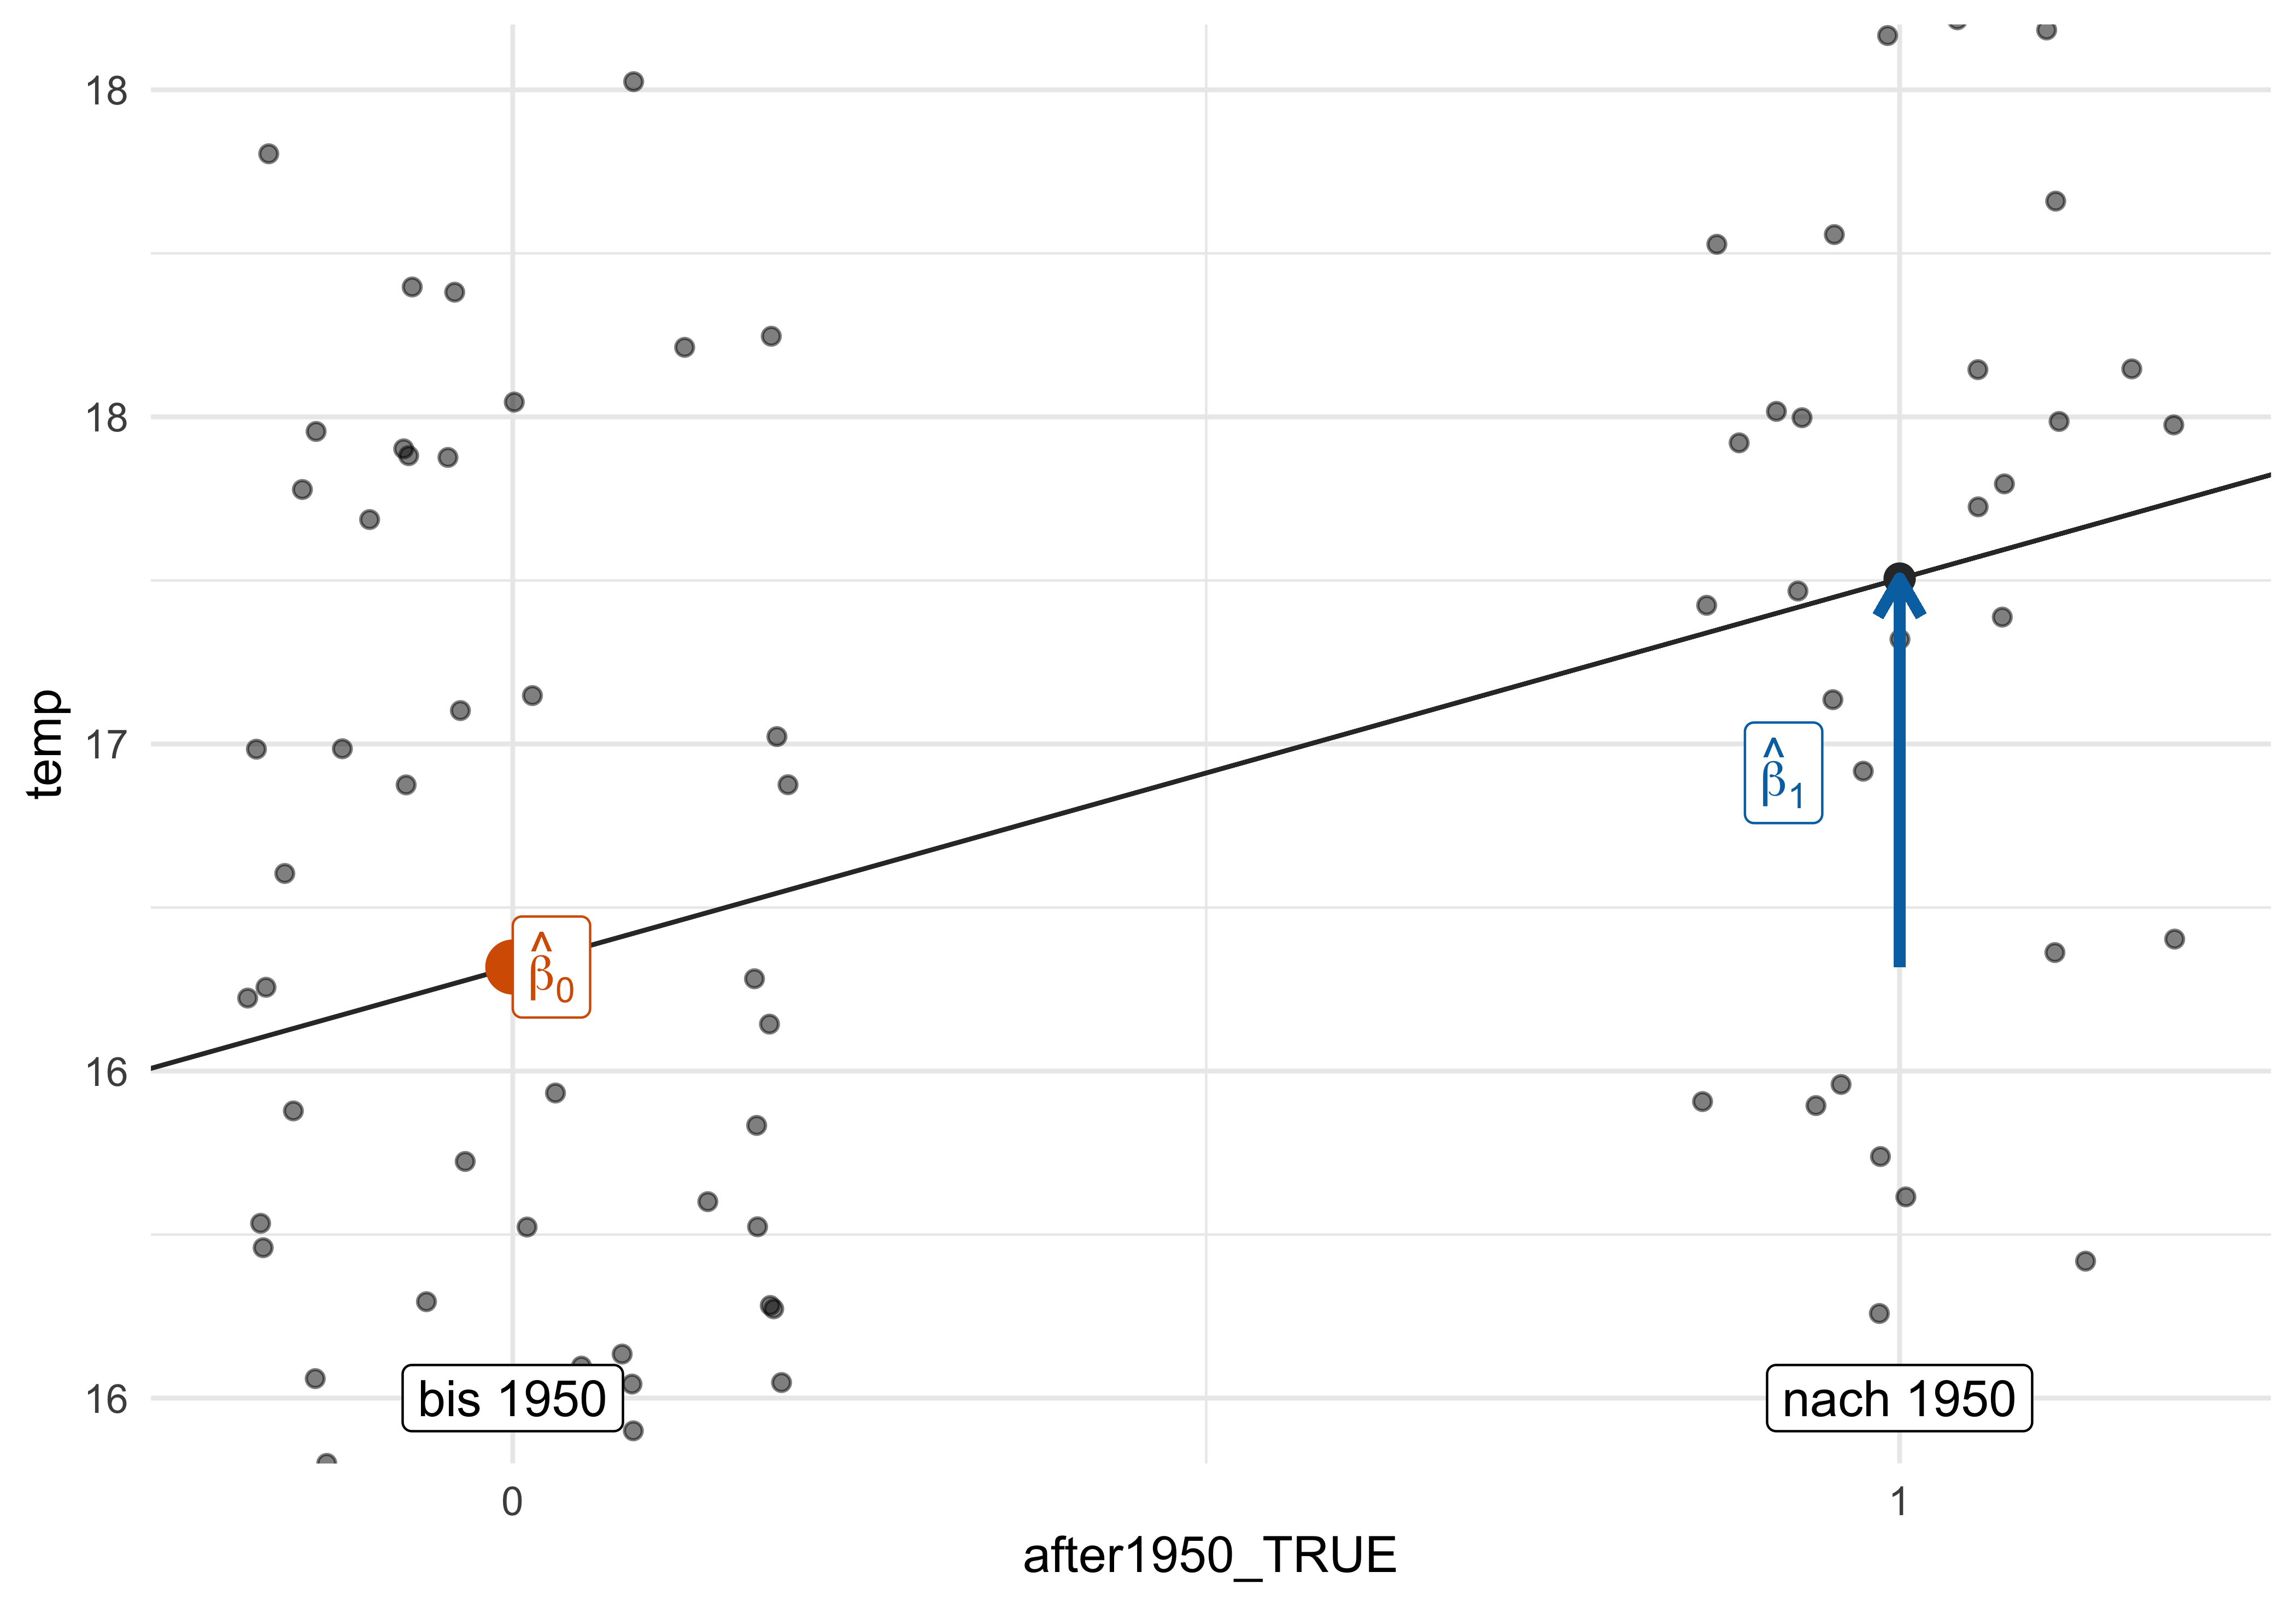 18
18
17
16
16
temp
β̂0
β̂1
bis 1950
nach 1950
0
1
after1950_TRUE